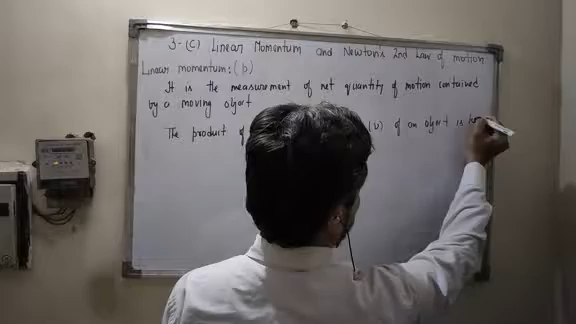 3-(C) Linear Momentum and Newton's 2nd Law of motion
Linear momentum:(p)
It is the measurement of net quantity of motion contained
by a moving object
The product of (v) of an object is